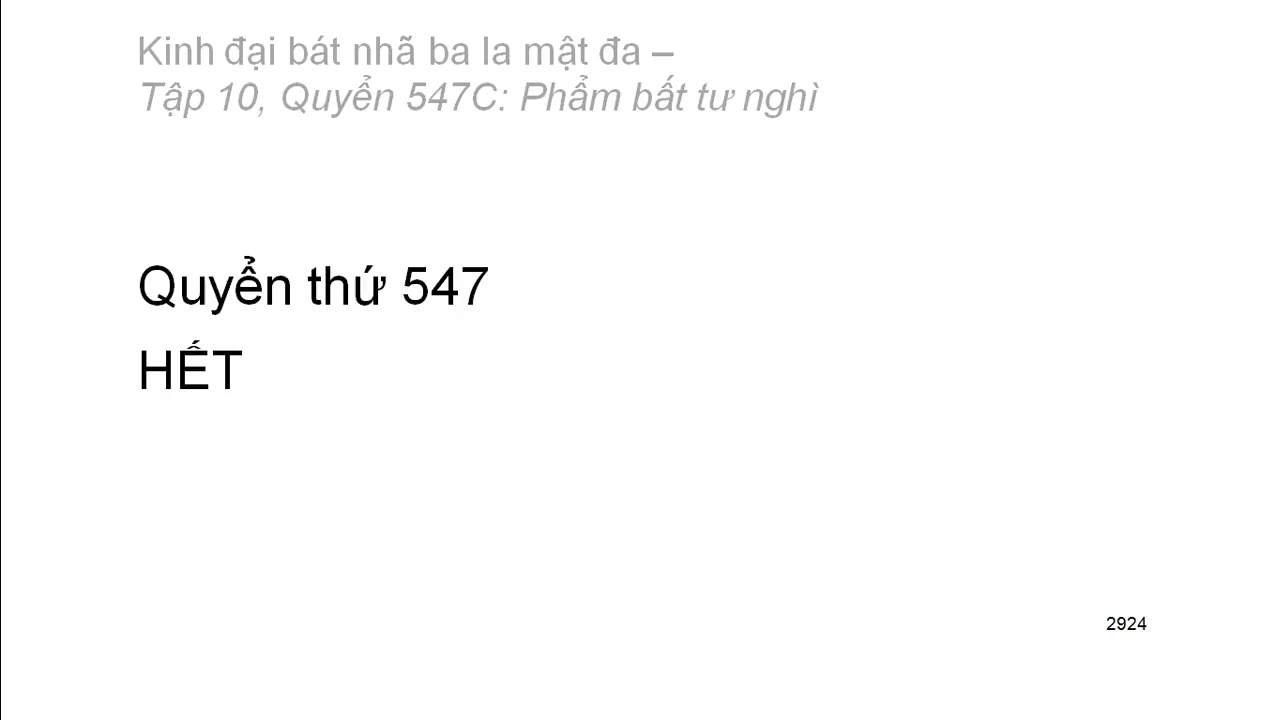 Kinh đại bát nhã ba la mật đa –
Tập 10, Quyển 547C: Phẩm bất tư nghì
Quyển thứ 547
HẾT
2924